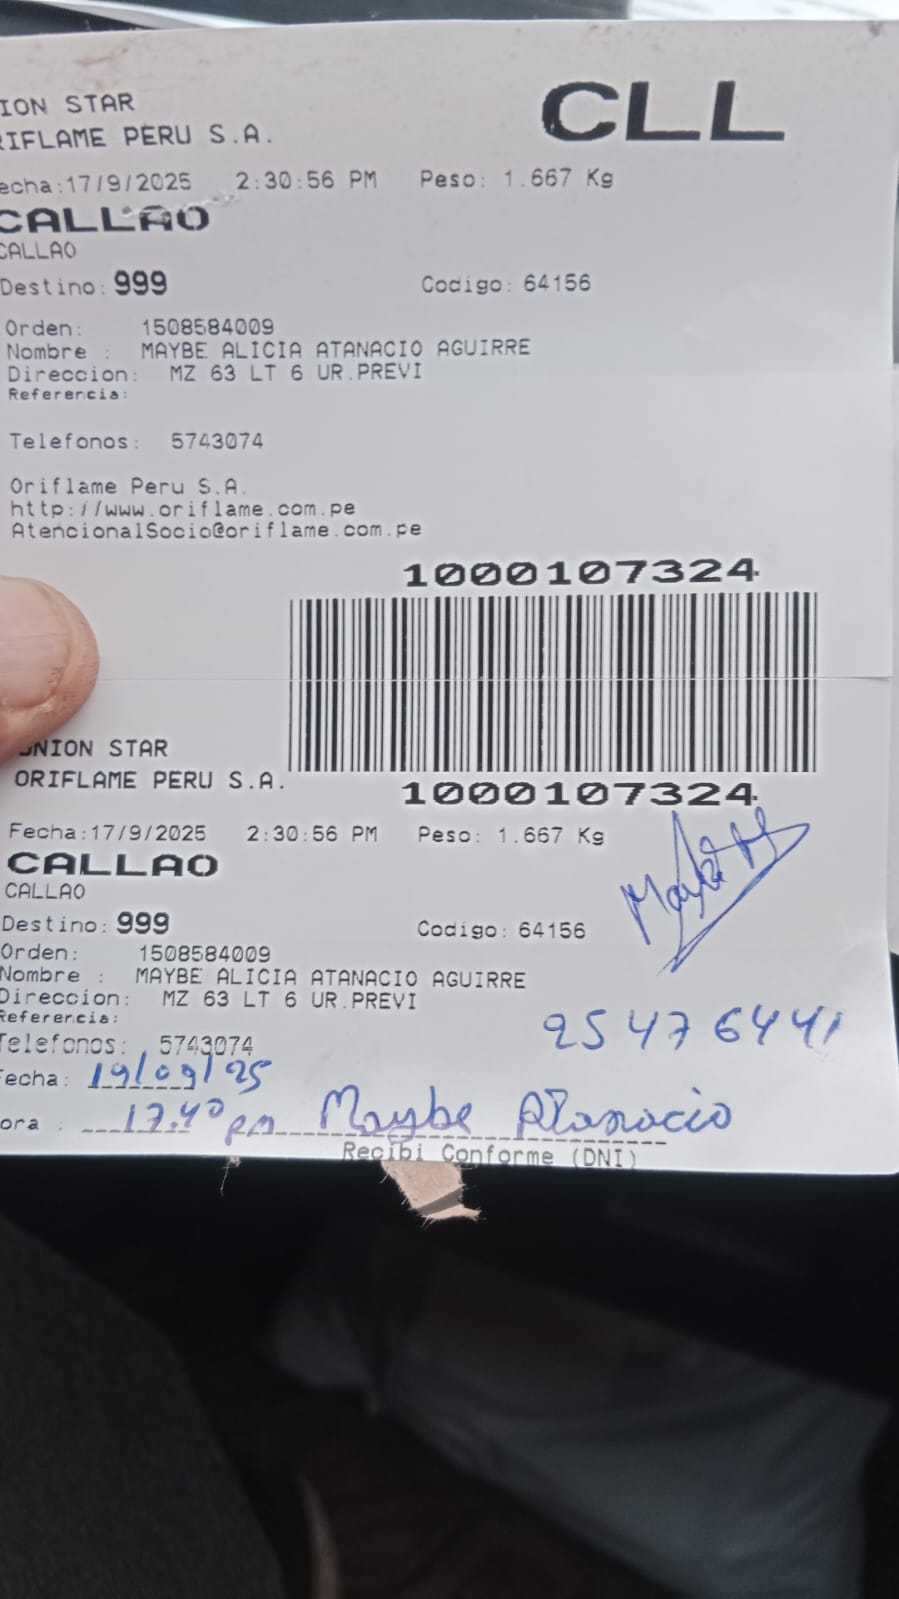 ION STAR
RIFLAME PERU S.A.
CLL
echa:17/9/2025 2:30:56 PM Peso: 1.667 Kg
CALLAO
CALLAO
Destino: 999 Codigo: 64156
Orden: 1508584009
Nombre : MAYBE ALICIA ATANACIO AGUIRRE
Direccion: MZ 63 LT 6 UR.PREVI
Referencia:
Telefonos: 5743074
Oriflame Peru S.A.
http://www.oriflame.com.pe
AtencionalSocio@oriflame.com.pe
1000107324
UNION STAR
ORIFLAME PERU S.A.
1000107324
Fecha:17/9/2025 2:30:56 PM Peso: 1.667 Kg
CALLAO
CALLAO
Destino: 999 Codigo: 64156
Orden: 1508584009
Nombre : MAYBE ALICIA ATANACIO AGUIRRE
Direccion: MZ 63 LT 6 UR.PREVI
Referencia:
Telefonos: 5743074
25476441
echa: 19/09/25
ora : 17.40 pm Maybe Atanacio
Recibi Conforme (DNI)